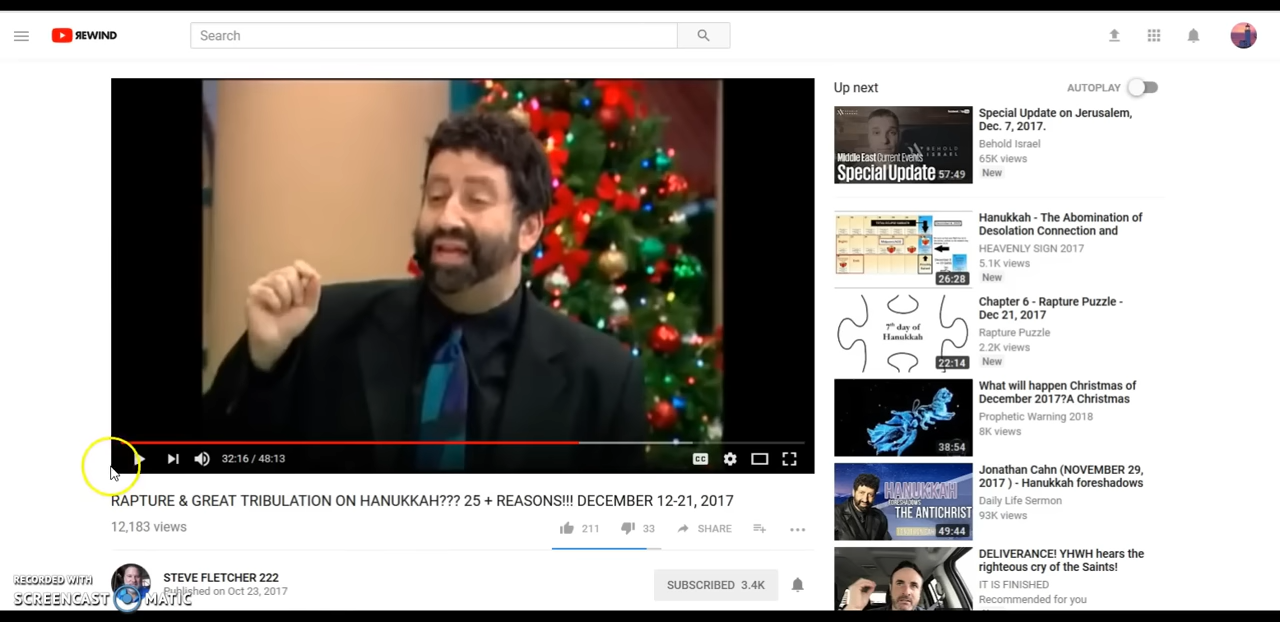 REWIND
Search
Up next
AUTOPLAY
Special Update on Jerusalem,
Dec. 7, 2017.
Behold Israel
65K views
New
Middle East Current Events
Special Update
57:49
Hanukkah - The Abomination of
Desolation Connection and
HEAVENLY SIGN 2017
5.1K views
New
26:28
Chapter 6 - Rapture Puzzle -
Dec 21, 2017
Rapture Puzzle
2.2K views
New
7th day of
Hanukkah
22:14
What will happen Christmas of
December 2017?A Christmas
Prophetic Warning 2018
8K views
38:54
Jonathan Cahn (NOVEMBER 29,
2017 ) - Hanukkah foreshadows
Daily Life Sermon
93K views
HANUKKAH
FORESHADOWS
THE ANTICHRIST
49:44
DELIVERANCE! YHWH hears the
righteous cry of the Saints!
IT IS FINISHED
Recommended for you
32:16 / 48:13
CC
RAPTURE & GREAT TRIBULATION ON HANUKKAH??? 25 + REASONS!!! DECEMBER 12-21, 2017
12,183 views
211
33
SHARE
STEVE FLETCHER 222
Published on Oct 23, 2017
SUBSCRIBED 3.4K
RECORDED WITH
SCREENCAST MATIC